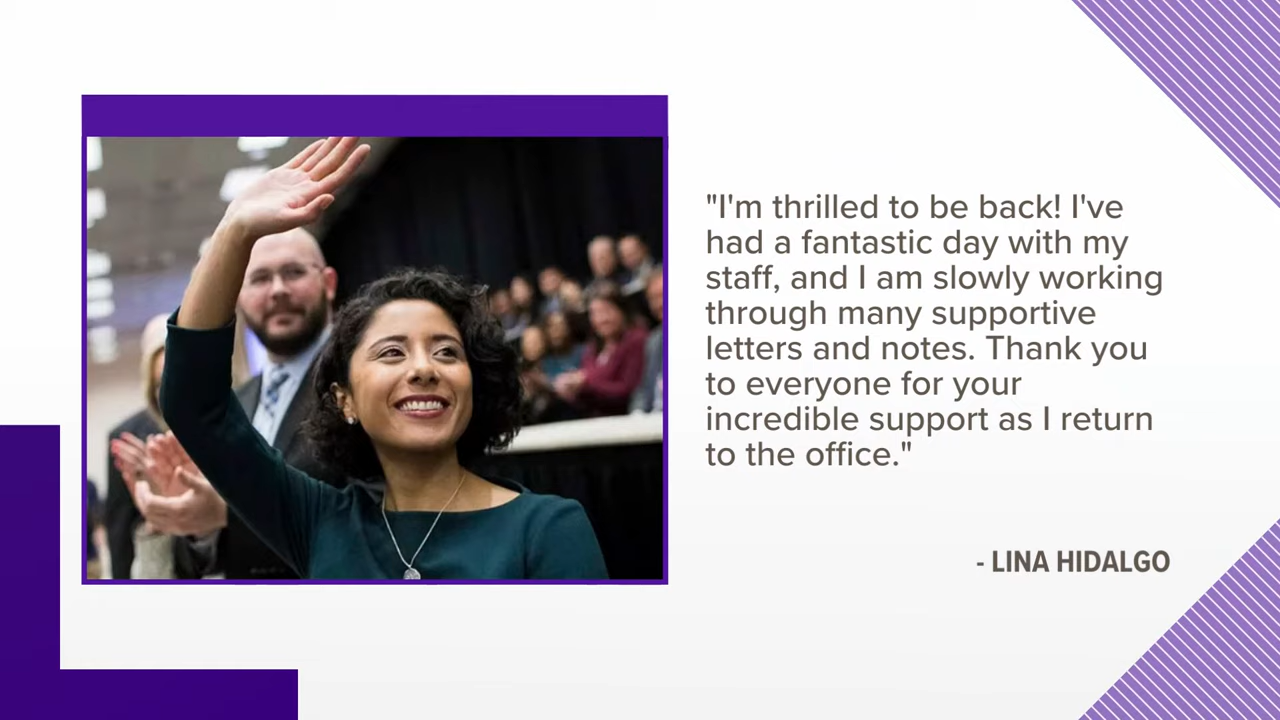 "I'm thrilled to be back! I've
had a fantastic day with my
staff, and I am slowly working
through many supportive
letters and notes. Thank you
to everyone for your
incredible support as I return
to the office."
- LINA HIDALGO